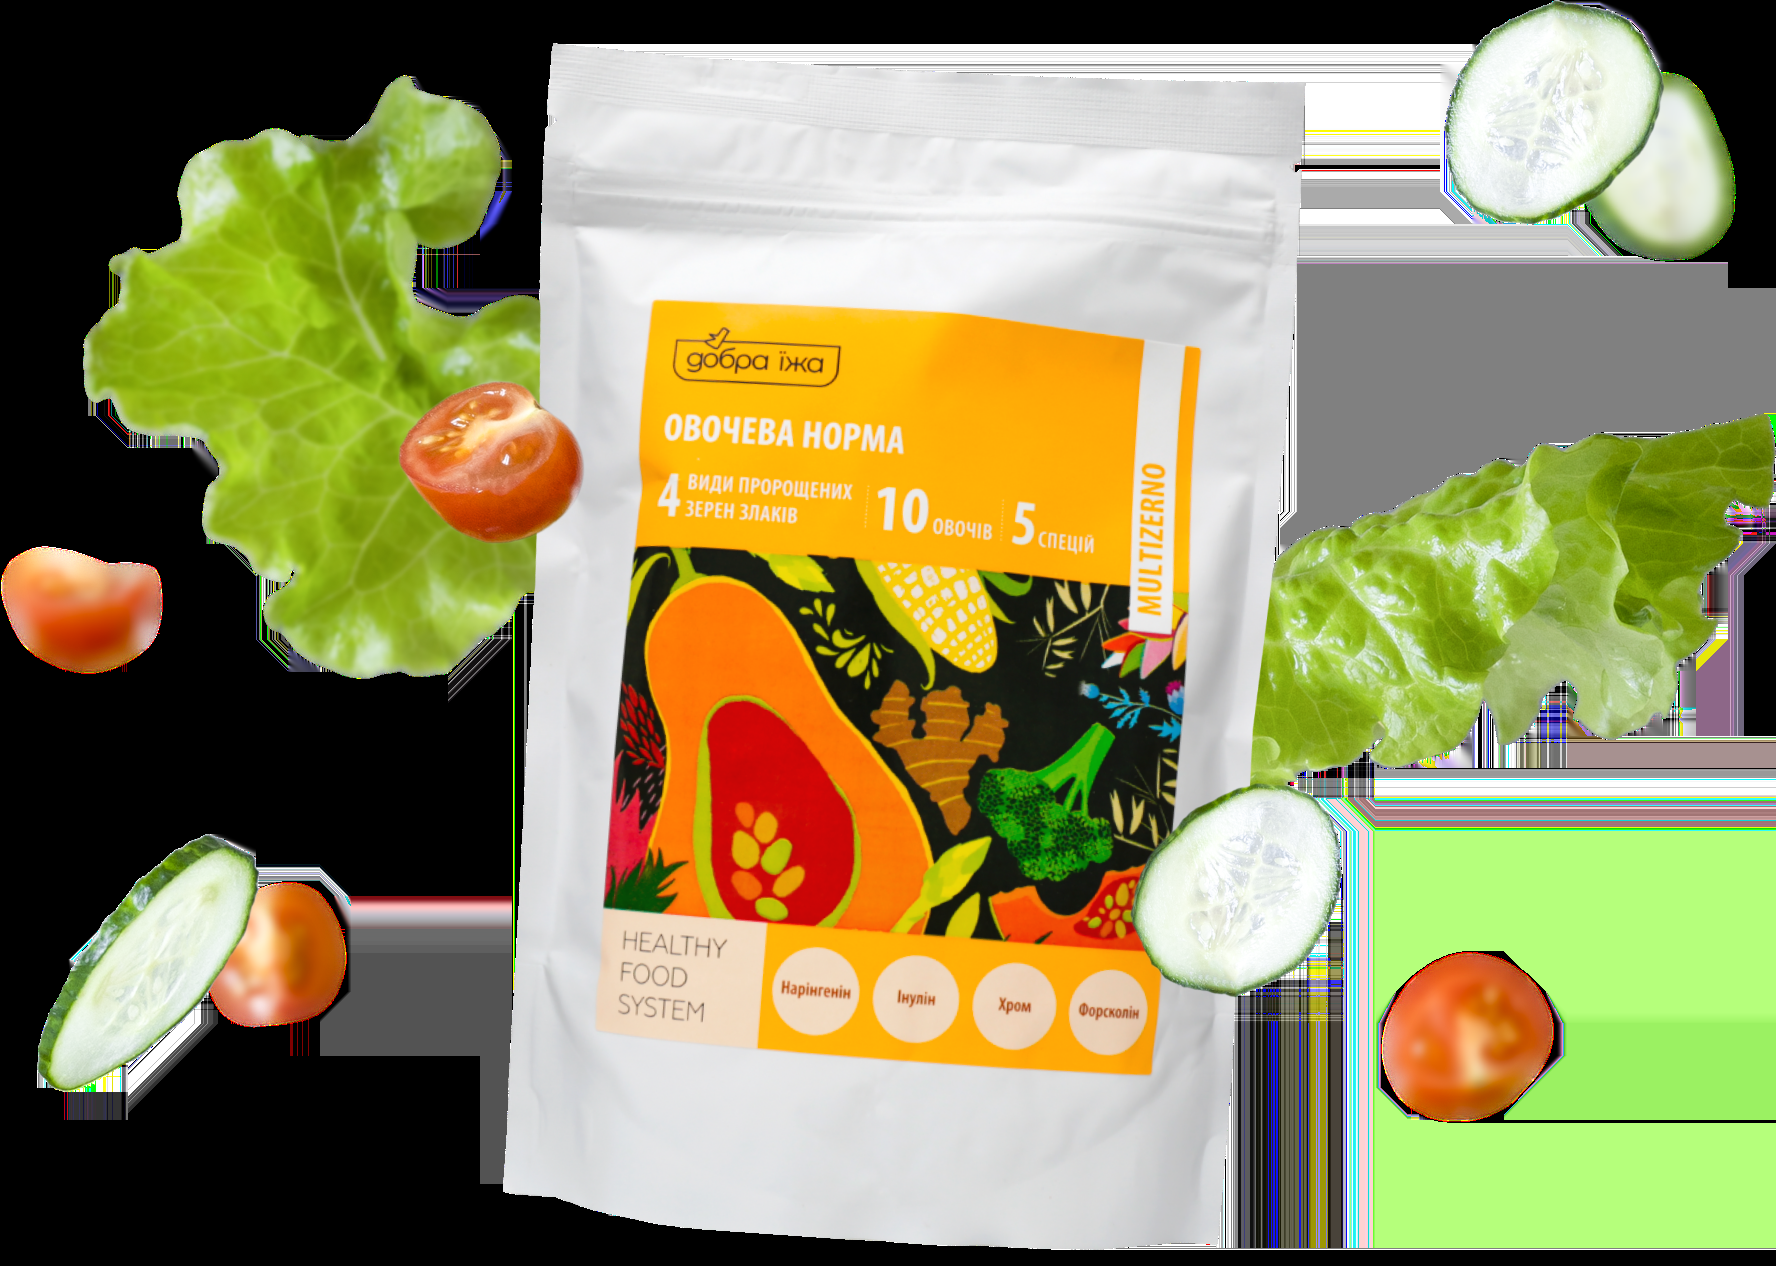 добра їжа
ОВОЧЕВА НОРМА
4 ВИДИ ПРОРОЩЕНИХ
ЗЕРЕН ЗЛАКІВ
10 ОВОЧІВ
5 СПЕЦІЙ
MULTIZERNO
HEALTHY
FOOD
SYSTEM
Нарінгенін
Інулін
Хром
Форсколін